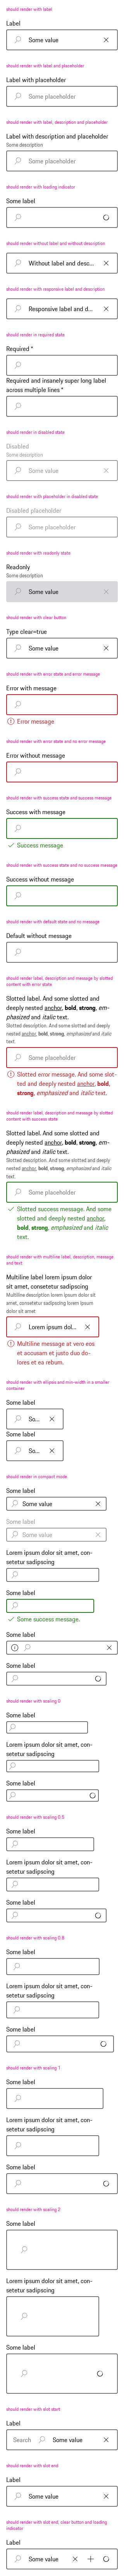 should render with label
Label
Some value
should render with label and placeholder
Label with placeholder
Some placeholder
should render with label, description and placeholder
Label with description and placeholder
Some description
Some placeholder
should render with loading indicator
Some label
should render without label and without description
Without label and desc...
should render with responsive label and description
Responsive label and d...
should render in required state
Required *
Required and insanely super long label
across multiple lines *
should render in disabled state
Disabled
Some description
Some value
should render with placeholder in disabled state
Disabled placeholder
Some placeholder
should render with readonly state
Readonly
Some description
Some value
should render with clear button
Type clear=true
Some value
should render with error state and error message
Error with message
Error message
should render with error state and no error message
Error without message
should render with success state and success message
Success with message
Success message
should render with success state and no success message
Success without message
should render with default state and no message
Default without message
should render label, description and message by slotted
content with error state
Slotted label. And some slotted and
deeply nested anchor, bold, strong, em-
phasized and italic text.
Slotted description. And some slotted and deeply
nested anchor, bold, strong, emphasized and italic
text.
Some placeholder
Slotted error message. And some slot-
ted and deeply nested anchor, bold,
strong, emphasized and italic text.
should render label, description and message by slotted
content with success state
Slotted label. And some slotted and
deeply nested anchor, bold, strong, em-
phasized and italic text.
Slotted description. And some slotted and deeply
nested anchor, bold, strong, emphasized and italic
text.
Some placeholder
Slotted success message. And some
slotted and deeply nested anchor,
bold, strong, emphasized and italic
text.
should render with multiline label, description, message
and text
Multiline label lorem ipsum dolor
sit amet, consetetur sadipscing
Multiline description lorem ipsum dolor sit
amet, consetetur sadipscing lorem ipsum
dolor sit amet
Lorem ipsum dol...
Multiline message at vero eos
et accusam et justo duo do-
lores et ea rebum.
should render with ellipsis and min-width in a smaller
container
Some label
So...
Some label
So...
should render in compact mode
Some label
Some value
Some label
Some value
Lorem ipsum dolor sit amet, con-
setetur sadipscing
Some label
Some success message.
Some label
Some label
should render with scaling 0
Some label
Lorem ipsum dolor sit amet, con-
setetur sadipscing
Some label
should render with scaling 0.5
Some label
Lorem ipsum dolor sit amet, con-
setetur sadipscing
Some label
should render with scaling 0.8
Some label
Lorem ipsum dolor sit amet, con-
setetur sadipscing
Some label
should render with scaling 1
Some label
Lorem ipsum dolor sit amet, con-
setetur sadipscing
Some label
should render with scaling 2
Some label
Lorem ipsum dolor sit amet, con-
setetur sadipscing
Some label
should render with slot start
Label
Search
Some value
should render with slot end
Label
Some value
should render with slot end, clear button and loading
indicator
Label
Some value